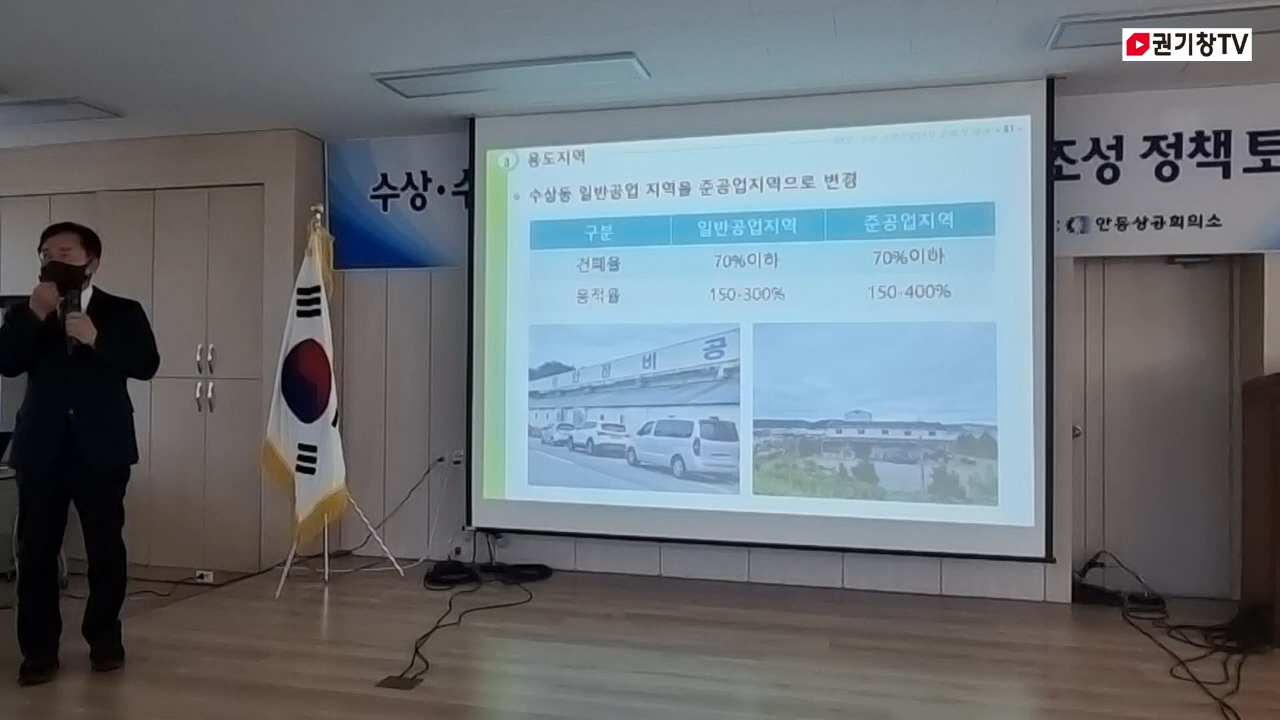 권기창TV
수상·수
조성 정책토
안동상공회의소
81
8 용도지역
수상동 일반공업 지역을 준공업지역으로 변경
구분 일반공업지역 준공업지역
건폐율 70%이하 70%이하
용적율 150-300% 150-400%
정비공